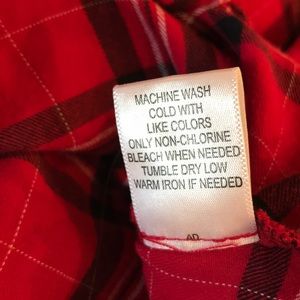 MACHINE WASH
COLD WITH
LIKE COLORS
ONLY NON-CHLORINE
BLEACH WHEN NEEDED
TUMBLE DRY LOW
WARM IRON IF NEEDED
AD